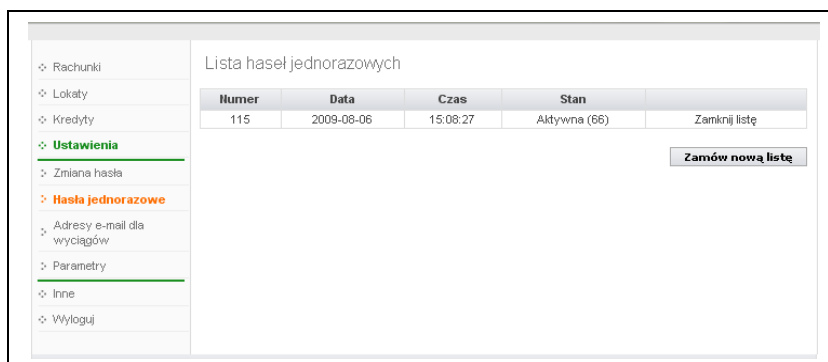 Rachunki
Lokaty
Kredyty
Ustawienia
Zmiana hasła
Hasła jednorazowe
Adresy e-mail dla
wyciągów
Parametry
Inne
Wyloguj
Lista haseł jednorazowych
Numer Data Czas Stan
115 2009-08-06 15:08:27 Aktywna (66) Zamknij listę
Zamów nową listę